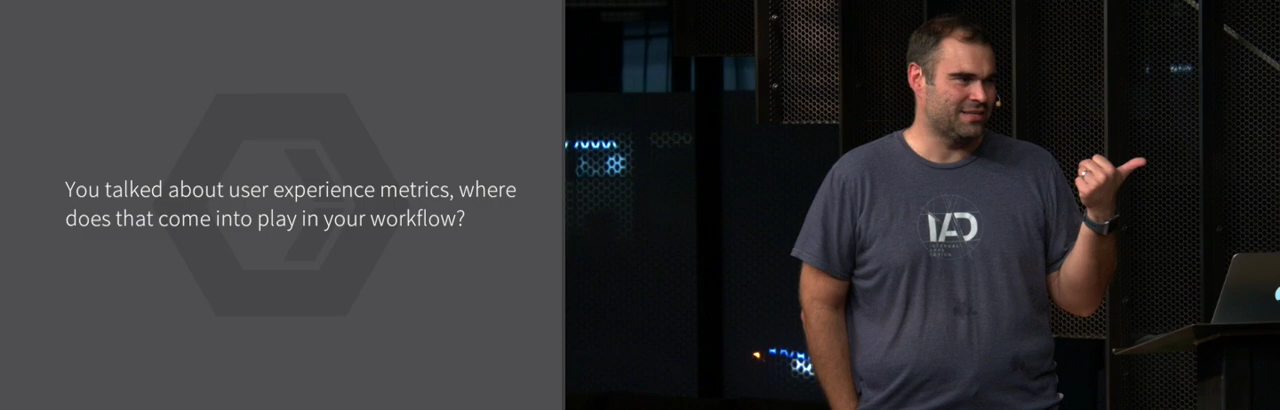 You talked about user experience metrics, where
does that come into play in your workflow?
IAD